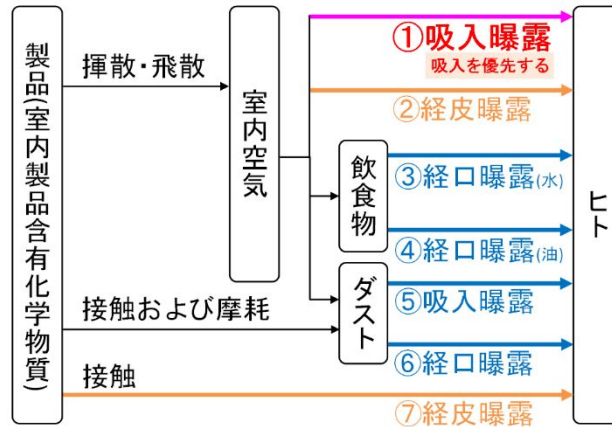 製品(室内製品含有化学物質)
揮散・飛散
室内空気
①吸入曝露
吸入を優先する
②経皮曝露
飲食物
③経口曝露(水)
④経口曝露(油)
ダスト
⑤吸入曝露
⑥経口曝露
接触および摩耗
接触
⑦経皮曝露
ヒト